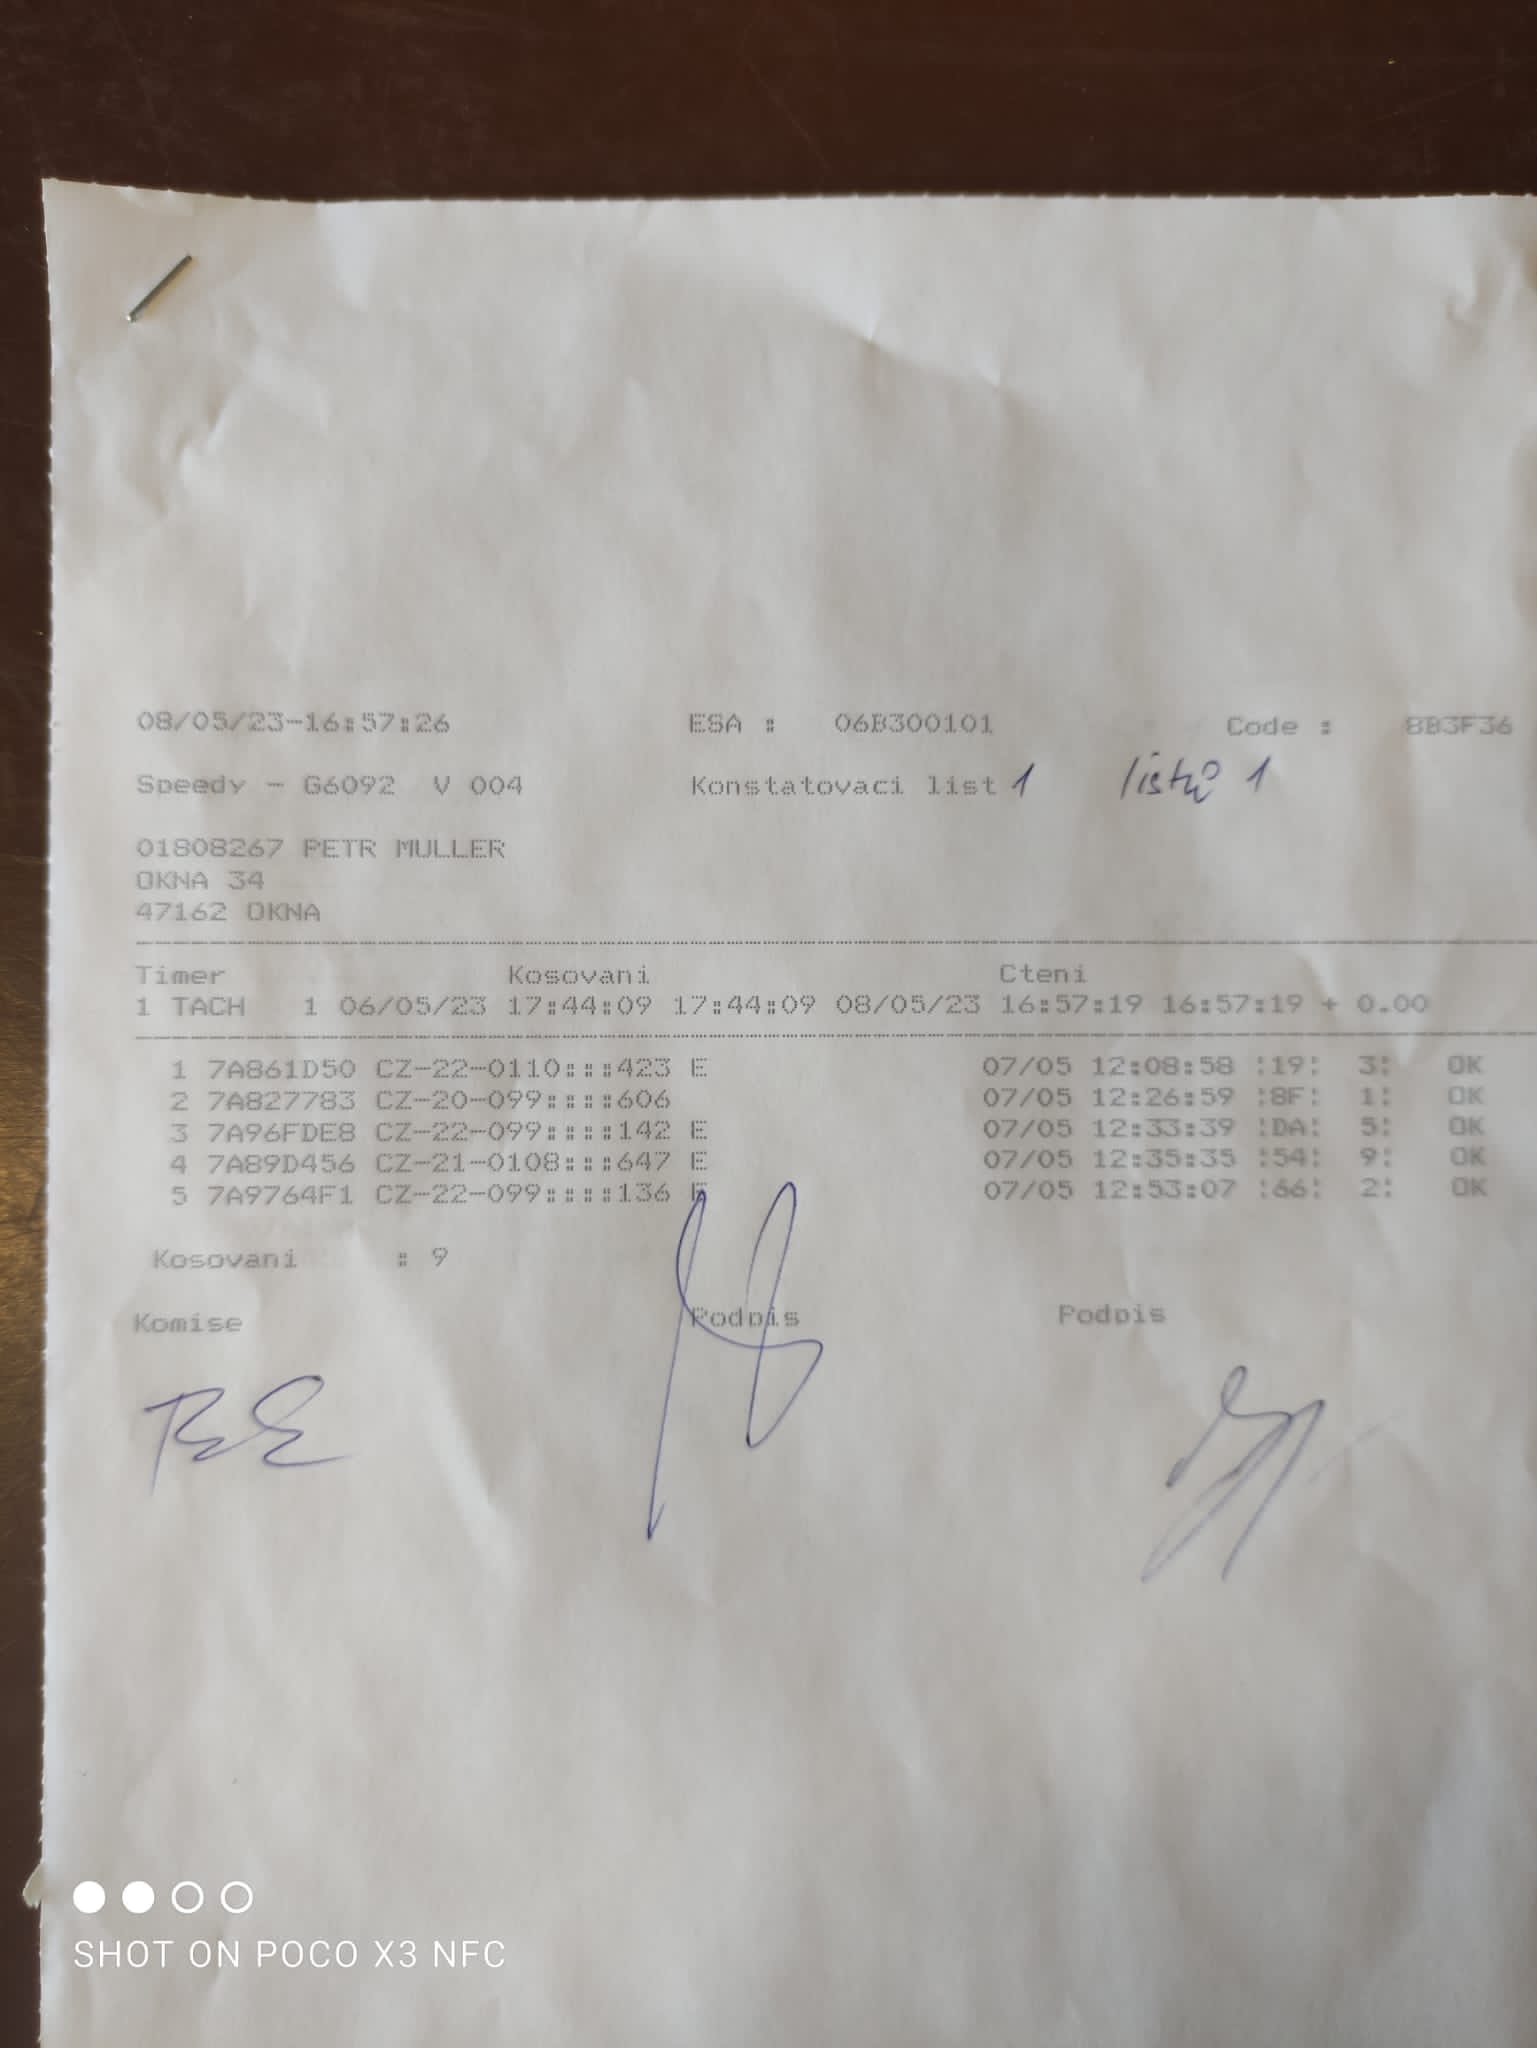 08/05/23-16:57:26 ESA : 06B300101 Code : 8B3F36
Speedy - G6092 V 004 Konstatovaci list 1 listů 1
01808267 PETR MULLER
OKNA 34
47162 OKNA
Timer Kosovani Cteni
1 TACH 1 06/05/23 17:44:09 17:44:09 08/05/23 16:57:19 16:57:19 + 0.00
1 7A861D50 CZ-22-0110:::423 E 07/05 12:08:58 :19: 3: OK
2 7A827783 CZ-20-099::::606 07/05 12:26:59 :8F: 1: OK
3 7A96FDE8 CZ-22-099::::142 E 07/05 12:33:39 :DA: 5: OK
4 7A89D456 CZ-21-0108:::647 E 07/05 12:35:35 :54: 9: OK
5 7A9764F1 CZ-22-099::::136 E 07/05 12:53:07 :66: 2: OK
Kosovani : 9
Komise Podpis Podpis
SHOT ON POCO X3 NFC